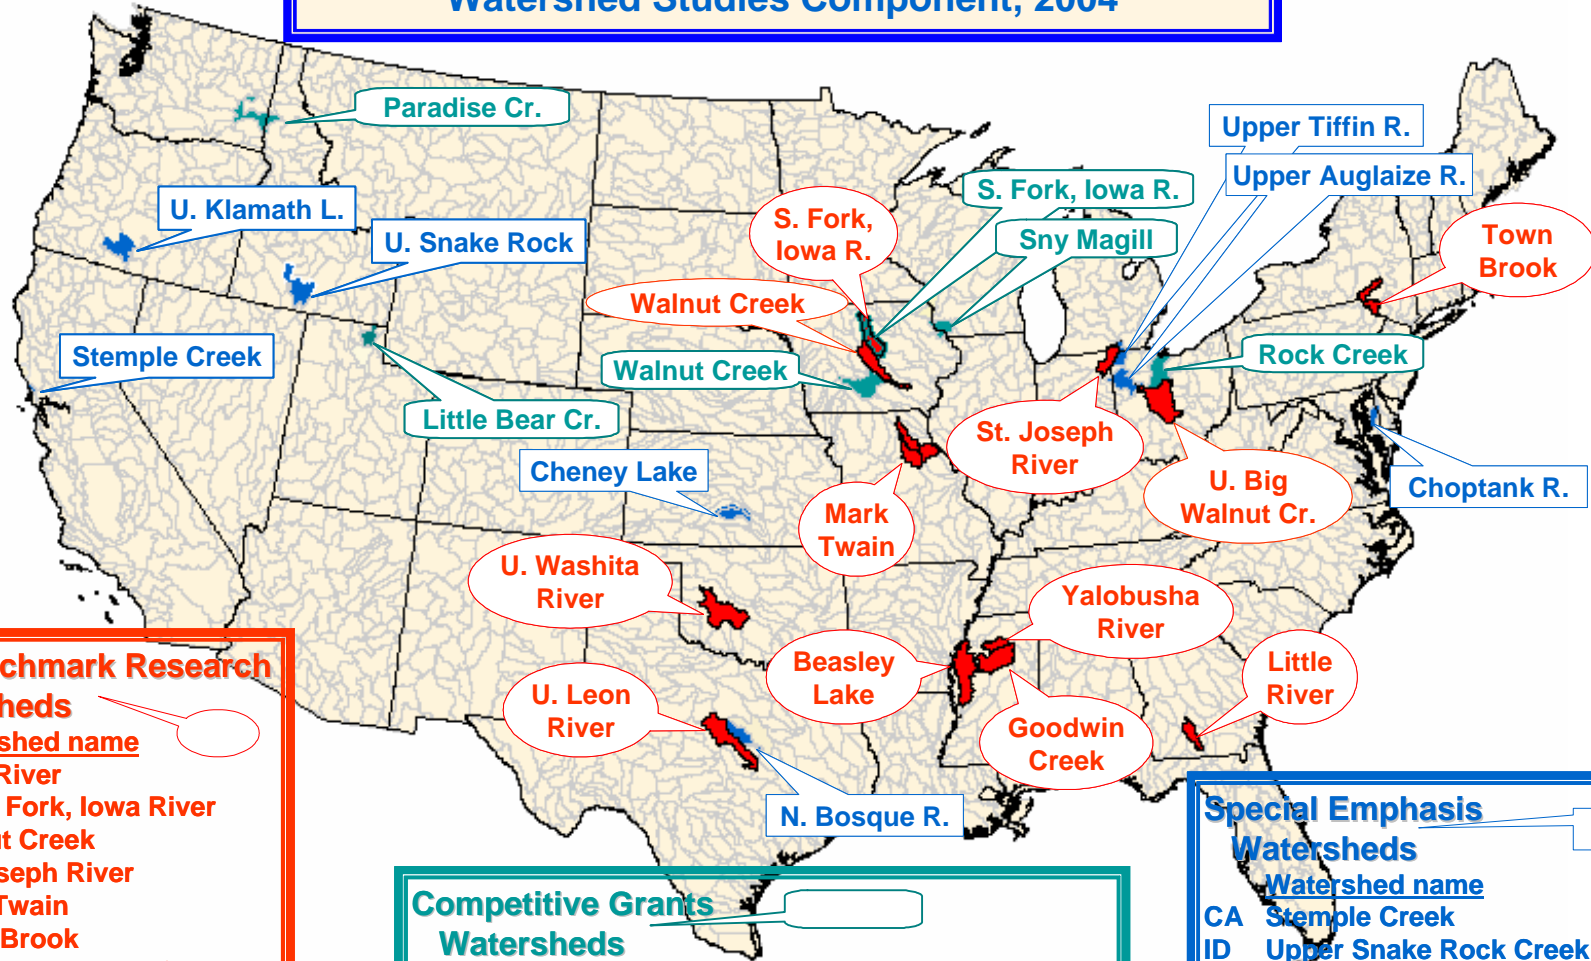 Watershed Studies Component, 2004
Paradise Cr.
Upper Tiffin R.
Upper Auglaize R.
S. Fork, Iowa R.
U. Klamath L.
S. Fork,
Iowa R.
Sny Magill
Town
Brook
U. Snake Rock
Walnut Creek
Stemple Creek
Walnut Creek
Rock Creek
Little Bear Cr.
St. Joseph
River
Cheney Lake
U. Big
Walnut Cr.
Choptank R.
Mark
Twain
U. Washita
River
Yalobusha
River
Beasley
Lake
Little
River
U. Leon
River
Goodwin
Creek
N. Bosque R.
chmark Research
heds
shed name
River
Fork, Iowa River
t Creek
seph River
Twain
Brook
Competitive Grants
Watersheds
Special Emphasis
Watersheds
Watershed name
CA Stemple Creek
ID Upper Snake Rock Creek